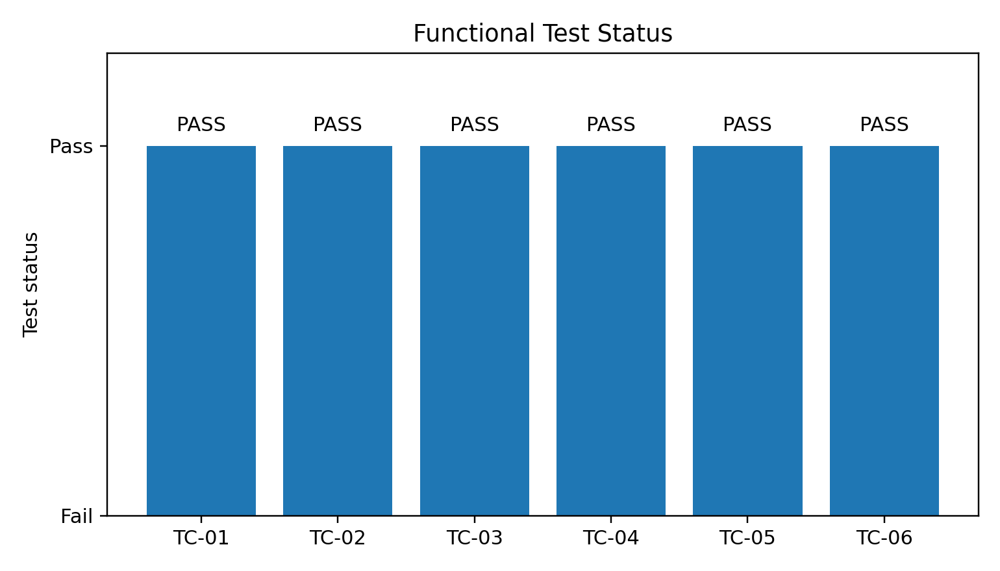 Functional Test Status
PASS PASS PASS PASS PASS PASS
Pass
Test status
Fail
TC-01 TC-02 TC-03 TC-04 TC-05 TC-06